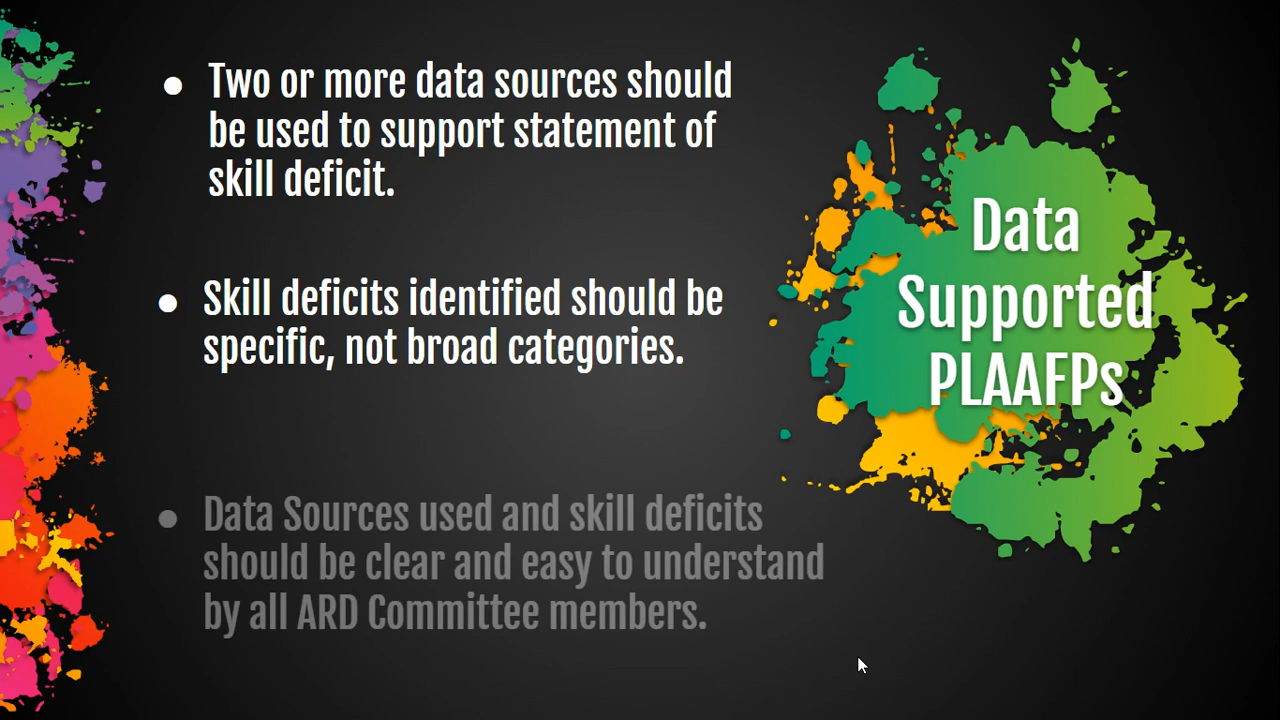 ● Two or more data sources should
be used to support statement of
skill deficit.
● Skill deficits identified should be
specific, not broad categories.
● Data Sources used and skill deficits
should be clear and easy to understand
by all ARD Committee members.
Data
Supported
PLAAFPs